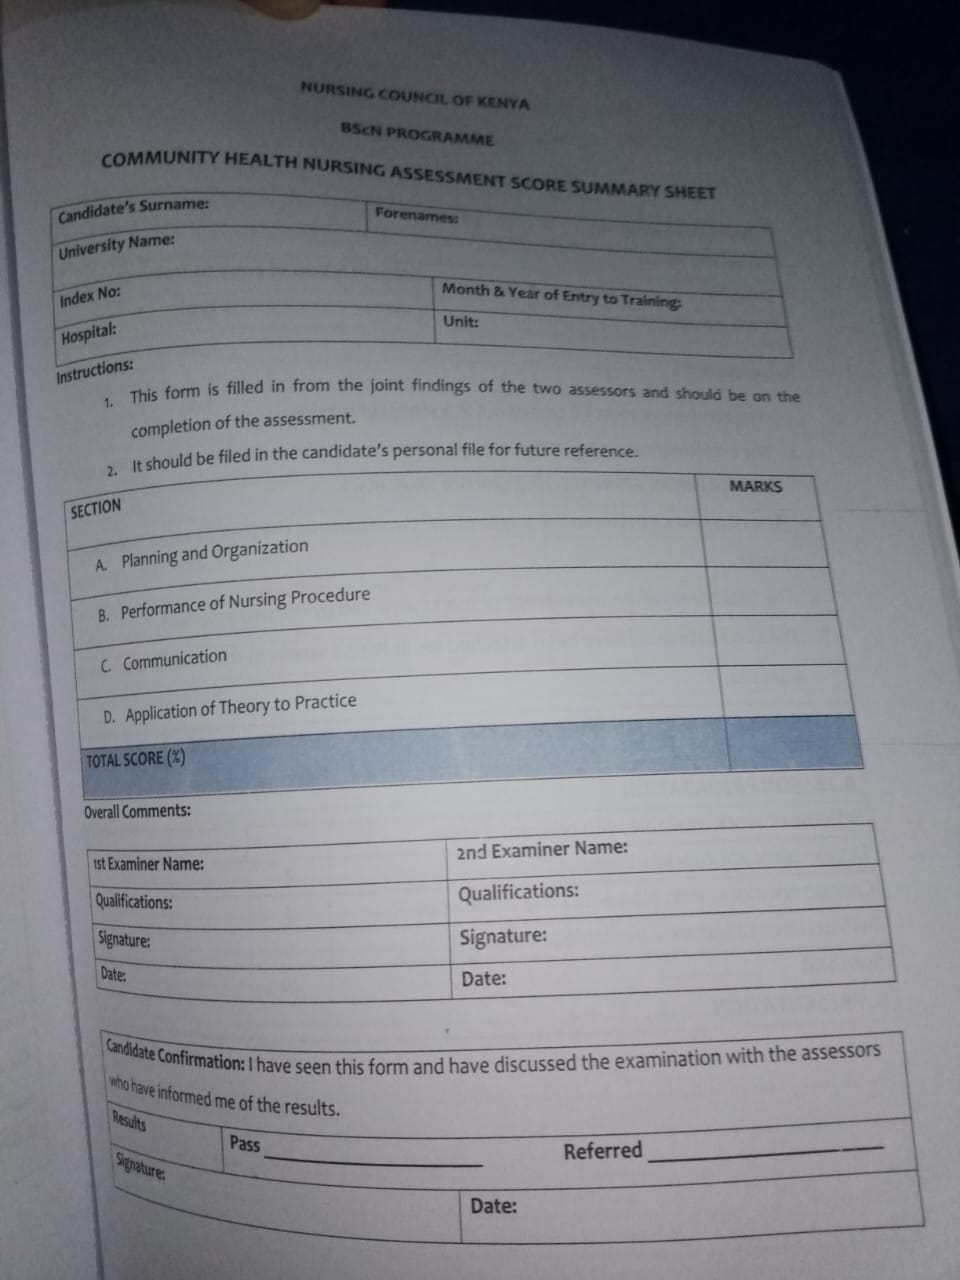 NURSING COUNCIL OF KENYA
BScN PROGRAMME
COMMUNITY HEALTH NURSING ASSESSMENT SCORE SUMMARY SHEET
Candidate's Surname: Forenames:
University Name:
Index No: Month & Year of Entry to Training:
Hospital: Unit:
Instructions:
1. This form is filled in from the joint findings of the two assessors and should be on the
completion of the assessment.
2. It should be filed in the candidate's personal file for future reference.
SECTION MARKS
A. Planning and Organization
B. Performance of Nursing Procedure
C. Communication
D. Application of Theory to Practice
TOTAL SCORE (%)
Overall Comments:
1st Examiner Name: 2nd Examiner Name:
Qualifications: Qualifications:
Signature: Signature:
Date: Date:
Candidate Confirmation: I have seen this form and have discussed the examination with the assessors
who have informed me of the results.
Results Pass Referred
Signature: Date: